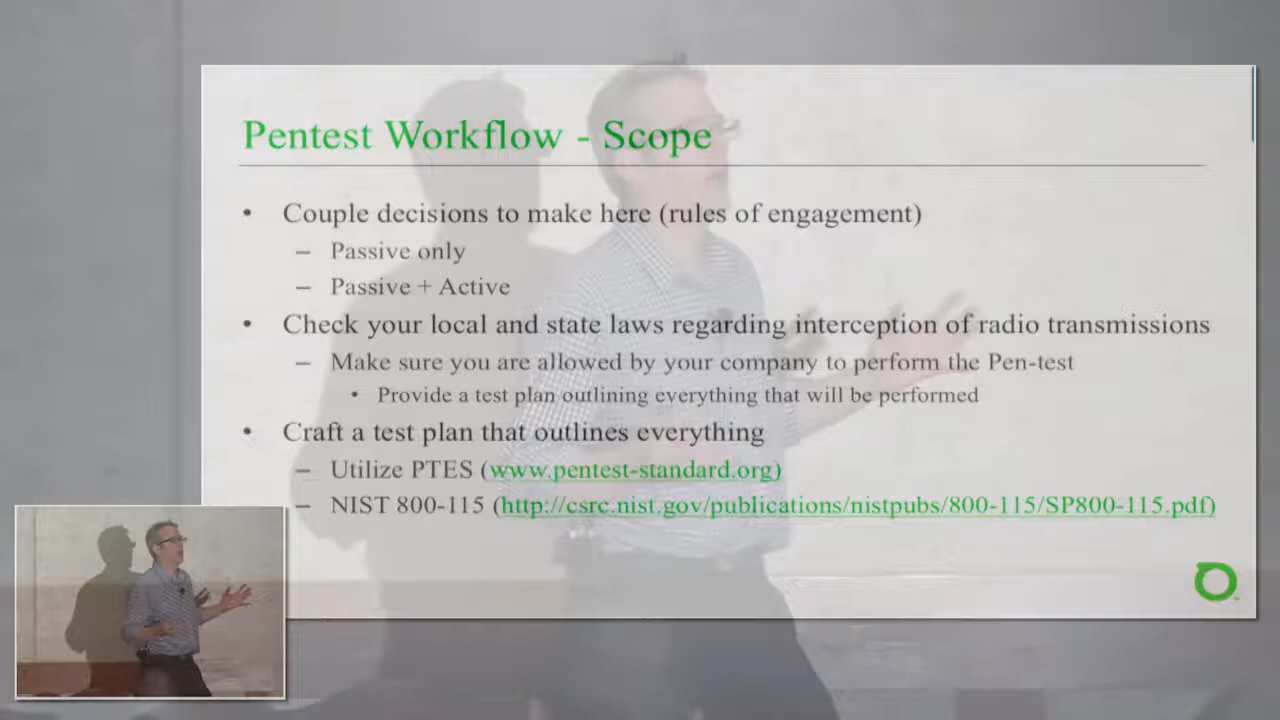 Pentest Workflow - Scope
• Couple decisions to make here (rules of engagement)
– Passive only
– Passive + Active
• Check your local and state laws regarding interception of radio transmissions
– Make sure you are allowed by your company to perform the Pen-test
• Provide a test plan outlining everything that will be performed
• Craft a test plan that outlines everything
– Utilize PTES (www.pentest-standard.org)
– NIST 800-115 (http://csrc.nist.gov/publications/nistpubs/800-115/SP800-115.pdf)